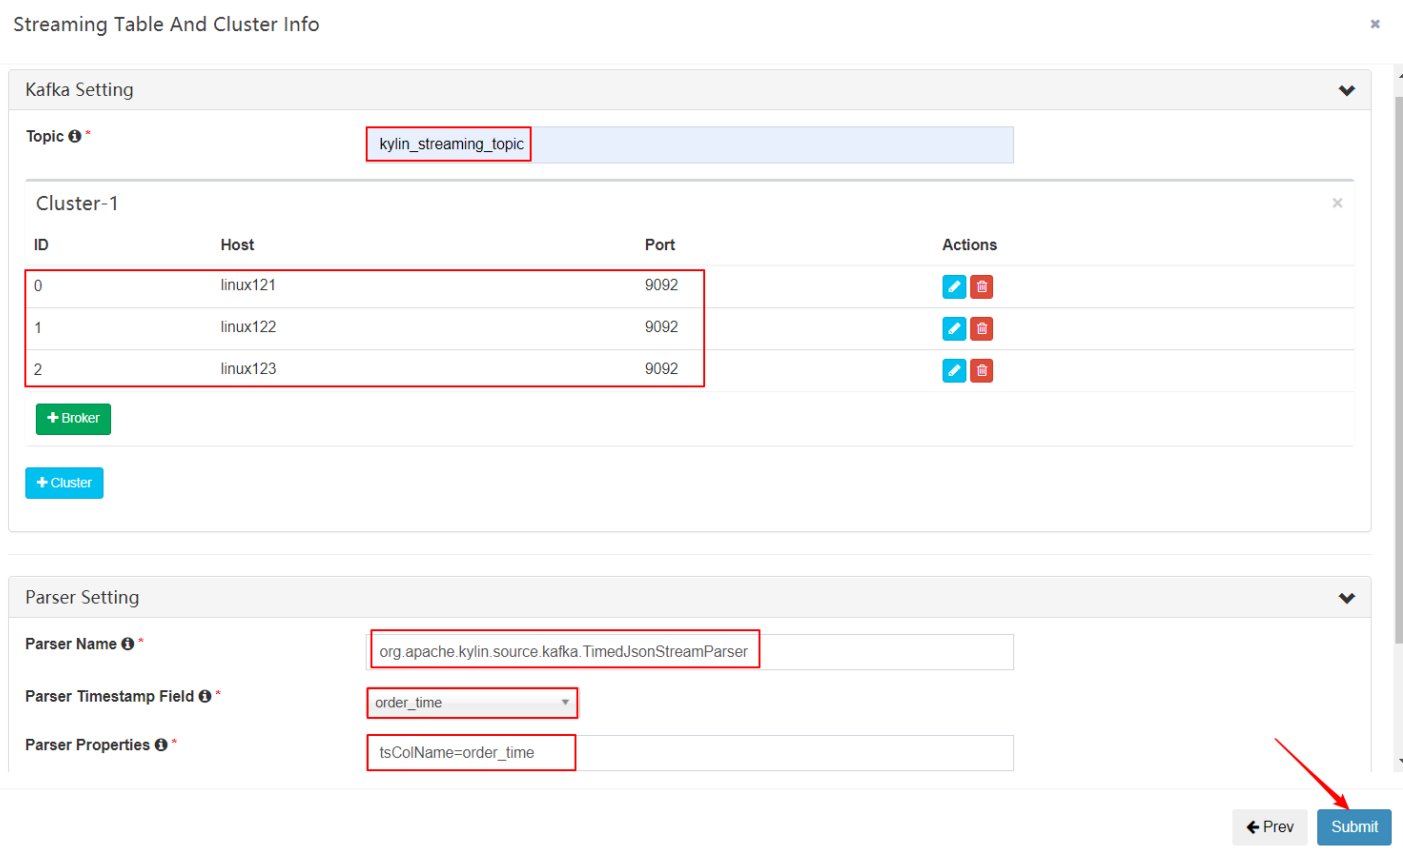 Streaming Table And Cluster Info
Kafka Setting
Topic *
kylin_streaming_topic
Cluster-1
ID Host Port Actions
0 linux121 9092
1 linux122 9092
2 linux123 9092
+ Broker
+ Cluster
Parser Setting
Parser Name *
org.apache.kylin.source.kafka.TimedJsonStreamParser
Parser Timestamp Field *
order_time
Parser Properties *
tsColName=order_time
Prev Submit